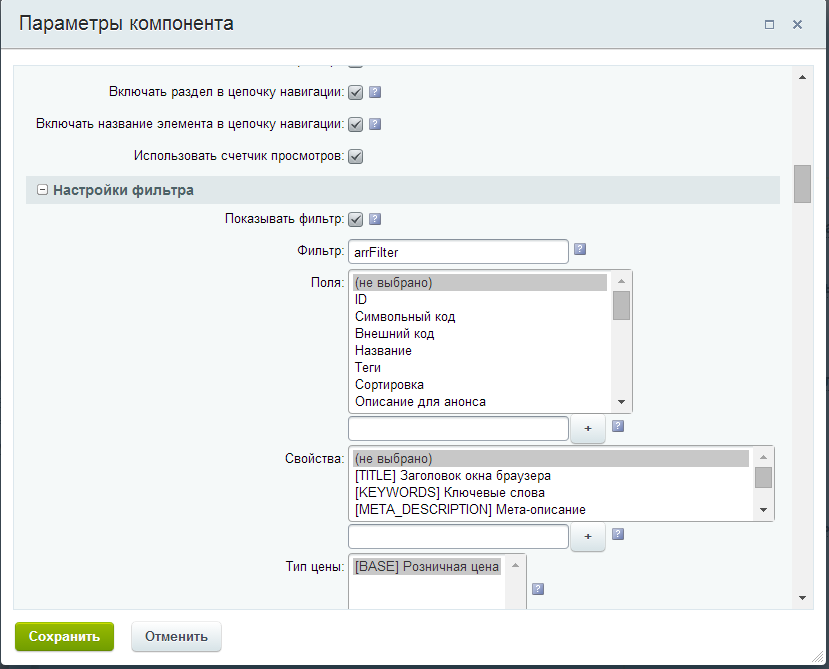 Параметры компонента
Включать раздел в цепочку навигации: ?
Включать название элемента в цепочку навигации: ?
Использовать счетчик просмотров:
Настройки фильтра
Показывать фильтр: ?
Фильтр: arrFilter ?
Поля: (не выбрано)
ID
Символьный код
Внешний код
Название
Теги
Сортировка
Описание для анонса
+ ?
Свойства: (не выбрано)
[TITLE] Заголовок окна браузера
[KEYWORDS] Ключевые слова
[META_DESCRIPTION] Мета-описание
+ ?
Тип цены: [BASE] Розничная цена
?
Сохранить Отменить